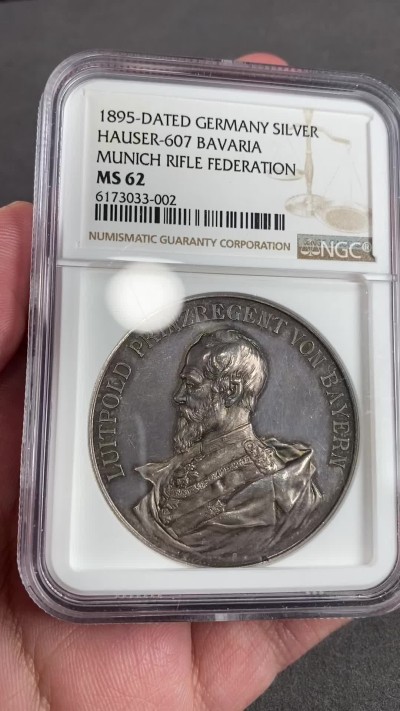 1895-DATED GERMANY SILVER
HAUSER-607 BAVARIA
MUNICH RIFLE FEDERATION
MS 62
6173033-002
NUMISMATIC GUARANTY CORPORATION
NGC®
LUITPOLD PRINZREGENT VON BAYERN